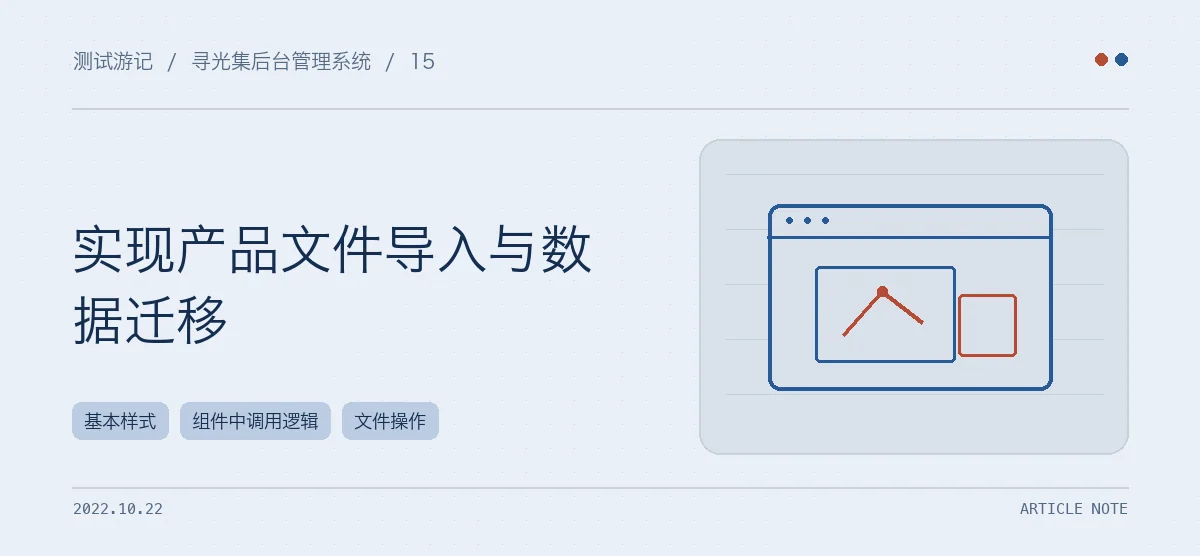 测试游记 / 寻光集后台管理系统 / 15
实现产品文件导入与数
据迁移
基本样式 组件中调用逻辑 文件操作
2022.10.22 ARTICLE NOTE